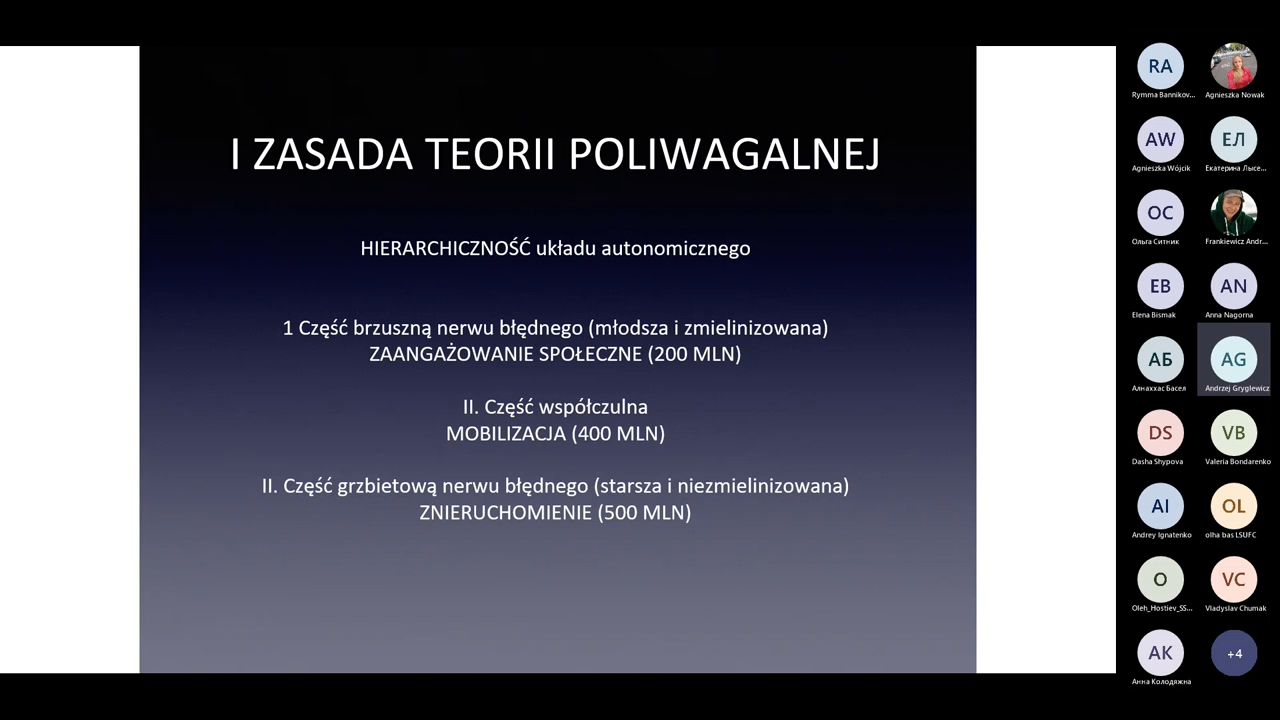 I ZASADA TEORII POLIWAGALNEJ
HIERARCHICZNOŚĆ układu autonomicznego
1 Część brzuszną nerwu błędnego (młodsza i zmielinizowana)
ZAANGAŻOWANIE SPOŁECZNE (200 MLN)
II. Część współczulna
MOBILIZACJA (400 MLN)
II. Część grzbietową nerwu błędnego (starsza i niezmielinizowana)
ZNIERUCHOMIENIE (500 MLN)
RA
Rymma Bannikov...
Agnieszka Nowak
AW
Agnieszka Wójcik
ЕЛ
Екатерина Лысе...
ОС
Ольга Ситник
Frankiewicz Andr...
EB
Elena Bismak
AN
Anna Nagorna
АБ
Алнаххас Басел
AG
Andrzej Gryglewicz
DS
Dasha Shypova
VB
Valeria Bondarenko
AI
Andrey Ignatenko
OL
olha bas LSUFC
O
Oleh_Hostiev_SS...
VC
Vladyslav Chumak
АК
Анна Колодяжна
+4